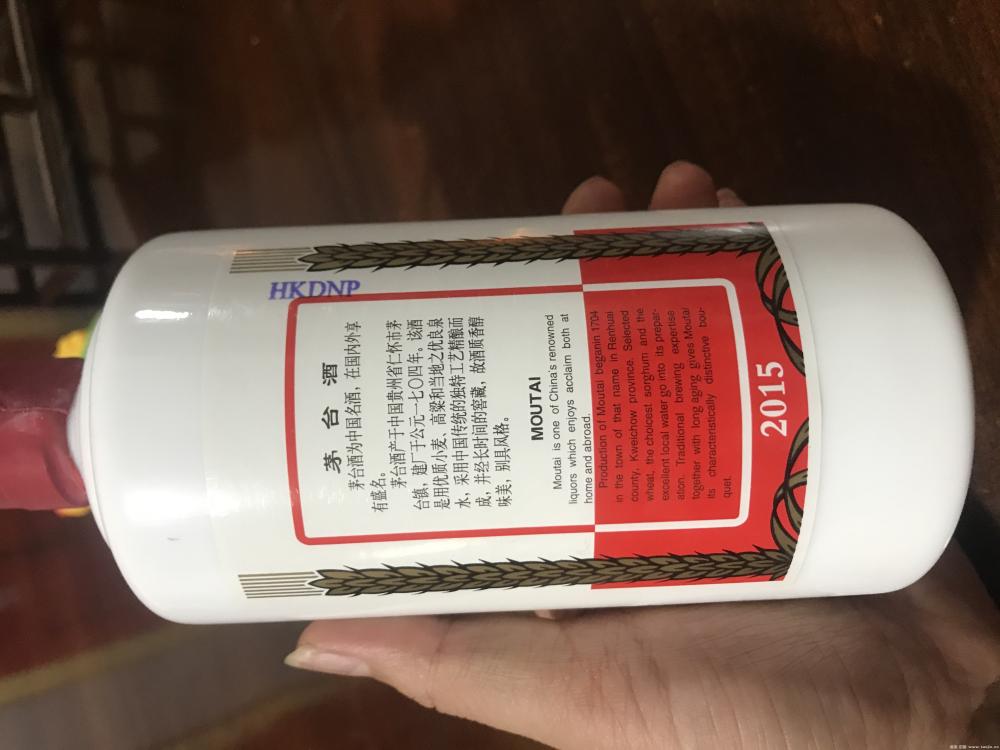 HKDNP
茅台酒
茅台酒为中国名酒，在国内外享
有盛名。
茅台酒产于中国贵州省仁怀市茅
台镇，建厂于公元一七〇四年。该酒
是用优质小麦、高粱和当地之优良泉
水，采用中国传统的独特工艺精酿而
成，并经长时间的窖藏，故酒质香醇
味美，别具风格。
MOUTAI
Moutai is one of China's renowned
liquors which enjoys acclaim both at
home and abroad.
Production of Moutai beganin 1704
in the town of that name in Renhuai
county, Kweichow province. Selected
wheat, the choicest sorghum and the
excellent local water go into its prepar-
ation. Traditional brewing expertise
together with long aging gives Moutai
its characteristically distinctive bou-
quet.
2015